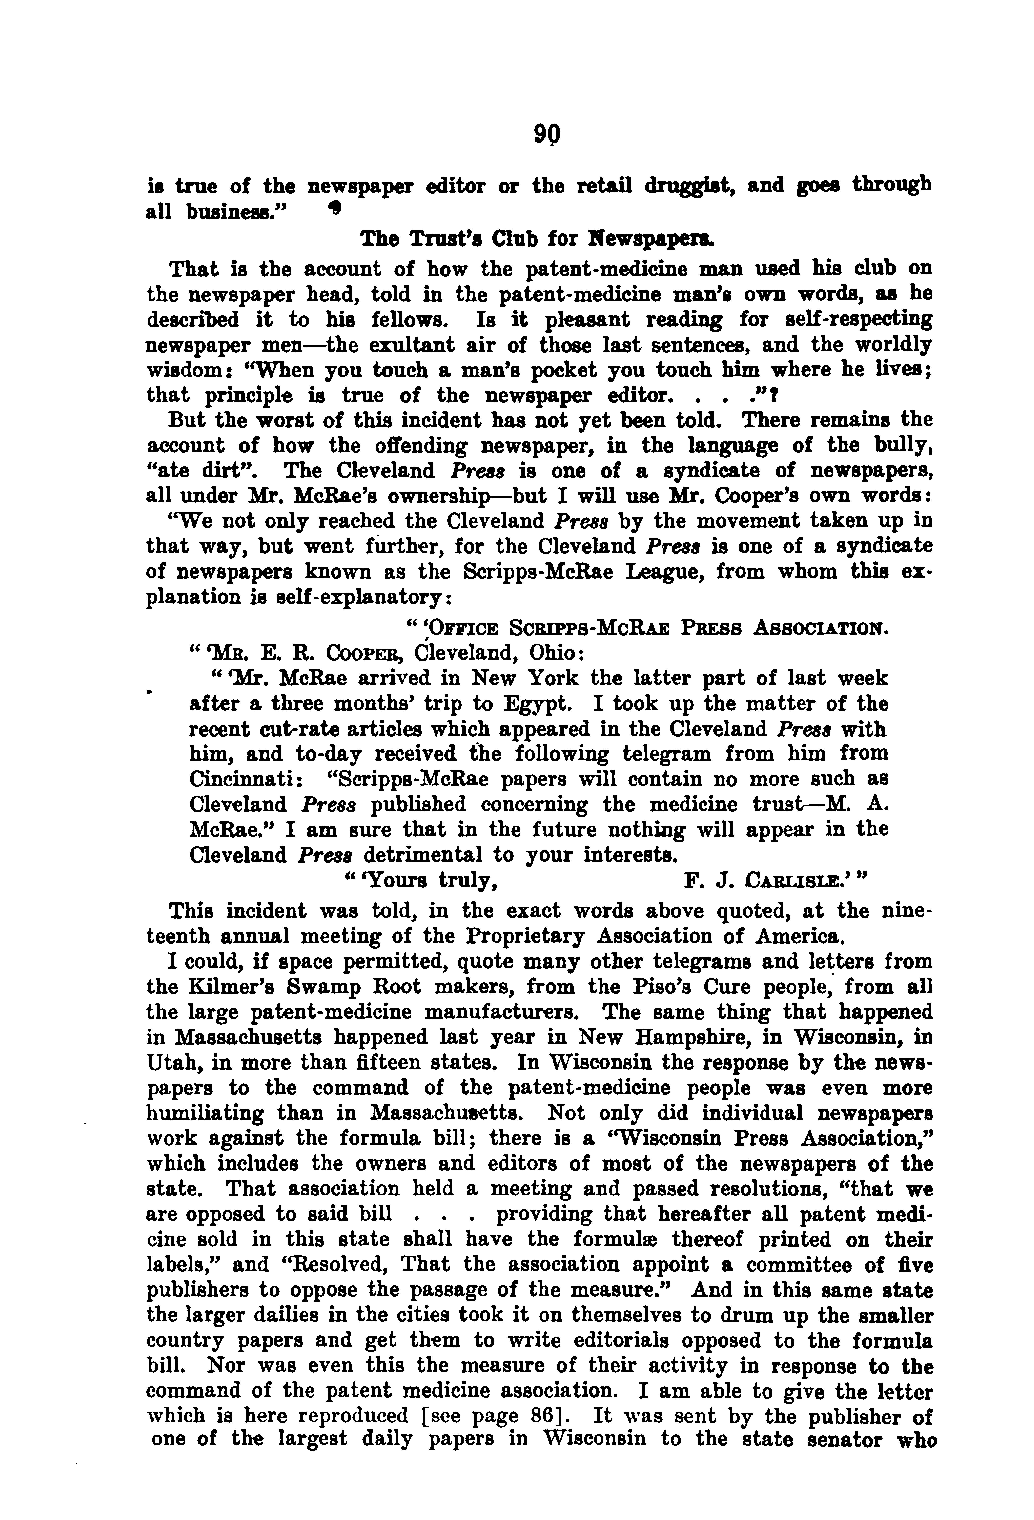 90
is true of the newspaper editor or the retail druggist, and goes through
all business.”
The Trust's Club for Newspapers.
That is the account of how the patent-medicine man used his club on
the newspaper head, told in the patent-medicine man's own words, as he
described it to his fellows. Is it pleasant reading for self-respecting
newspaper men—the exultant air of those last sentences, and the worldly
wisdom: “When you touch a man's pocket you touch him where he lives;
that principle is true of the newspaper editor. . . .”?
But the worst of this incident has not yet been told. There remains the
account of how the offending newspaper, in the language of the bully,
“ate dirt”. The Cleveland Press is one of a syndicate of newspapers,
all under Mr. McRae's ownership—but I will use Mr. Cooper's own words:
“We not only reached the Cleveland Press by the movement taken up in
that way, but went further, for the Cleveland Press is one of a syndicate
of newspapers known as the Scripps-McRae League, from whom this ex-
planation is self-explanatory:
“ ‘OFFICE SCRIPPS-MCRAE PRESS ASSOCIATION.
“ ‘MR. E. R. COOPER, Cleveland, Ohio:
“ ‘Mr. McRae arrived in New York the latter part of last week
after a three months' trip to Egypt. I took up the matter of the
recent cut-rate articles which appeared in the Cleveland Press with
him, and to-day received the following telegram from him from
Cincinnati: “Scripps-McRae papers will contain no more such as
Cleveland Press published concerning the medicine trust—M. A.
McRae.” I am sure that in the future nothing will appear in the
Cleveland Press detrimental to your interests.
“ ‘Yours truly, F. J. CARLISLE.’ ”
This incident was told, in the exact words above quoted, at the nine-
teenth annual meeting of the Proprietary Association of America.
I could, if space permitted, quote many other telegrams and letters from
the Kilmer's Swamp Root makers, from the Piso's Cure people, from all
the large patent-medicine manufacturers. The same thing that happened
in Massachusetts happened last year in New Hampshire, in Wisconsin, in
Utah, in more than fifteen states. In Wisconsin the response by the news-
papers to the command of the patent-medicine people was even more
humiliating than in Massachusetts. Not only did individual newspapers
work against the formula bill; there is a “Wisconsin Press Association,”
which includes the owners and editors of most of the newspapers of the
state. That association held a meeting and passed resolutions, “that we
are opposed to said bill . . . providing that hereafter all patent medi-
cine sold in this state shall have the formulæ thereof printed on their
labels,” and “Resolved, That the association appoint a committee of five
publishers to oppose the passage of the measure.” And in this same state
the larger dailies in the cities took it on themselves to drum up the smaller
country papers and get them to write editorials opposed to the formula
bill. Nor was even this the measure of their activity in response to the
command of the patent medicine association. I am able to give the letter
which is here reproduced [see page 86]. It was sent by the publisher of
one of the largest daily papers in Wisconsin to the state senator who